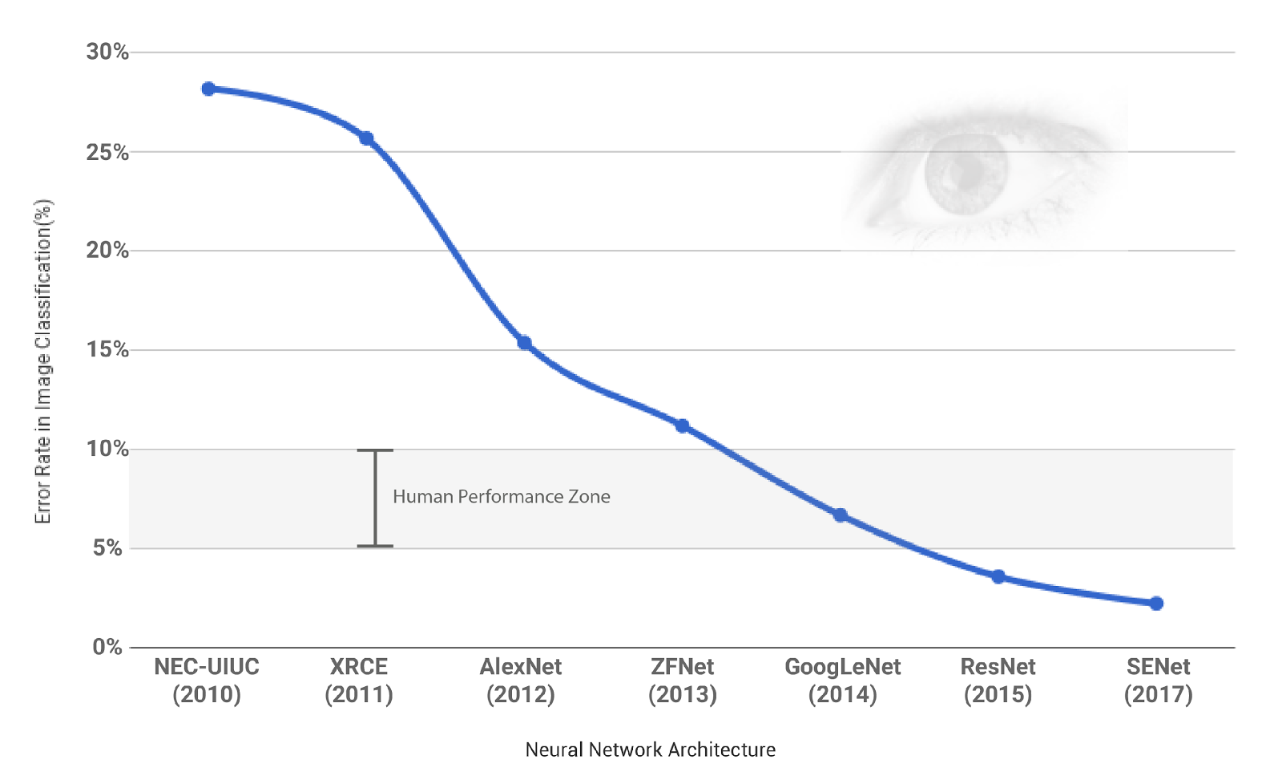 30%
25%
20%
15%
10%
5%
0%
Error Rate in Image Classification(%)
Human Performance Zone
NEC-UIUC
(2010)
XRCE
(2011)
AlexNet
(2012)
ZFNet
(2013)
GoogLeNet
(2014)
ResNet
(2015)
SENet
(2017)
Neural Network Architecture